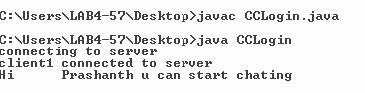 C:\Users\LAB4-57\Desktop>javac CCLogin.java
C:\Users\LAB4-57\Desktop>java CCLogin
connecting to server
client1 connected to server
Hi      Prashanth u can start chating